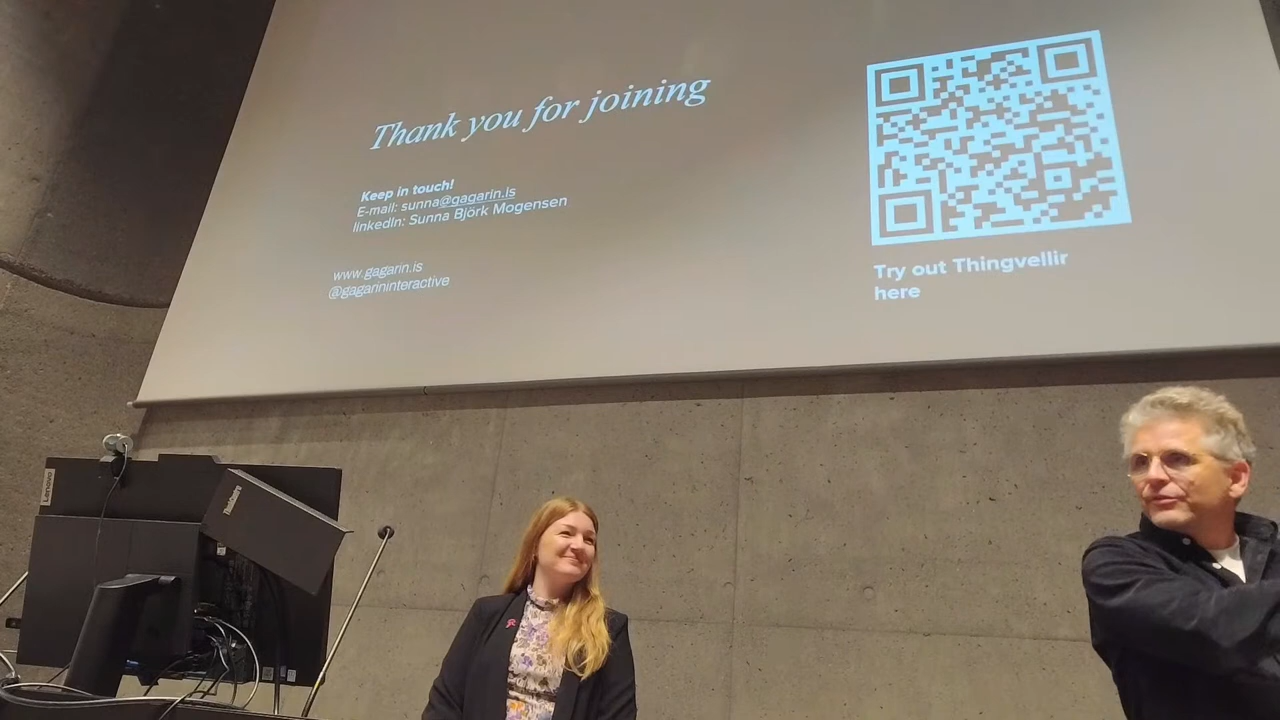 Thank you for joining
Keep in touch!
E-mail: sunna@gagarin.is
linkedIn: Sunna Björk Mogensen
www.gagarin.is
@gagarininteractive
Try out Thingvellir
here
Lenovo
ThinkVision